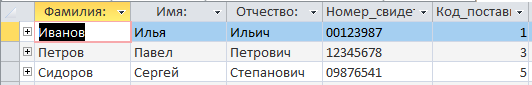 Фамилия: Имя: Отчество: Номер_свидет Код_постави
Иванов Илья Ильич 00123987 1
Петров Павел Петрович 12345678 3
Сидоров Сергей Степанович 09876541 5